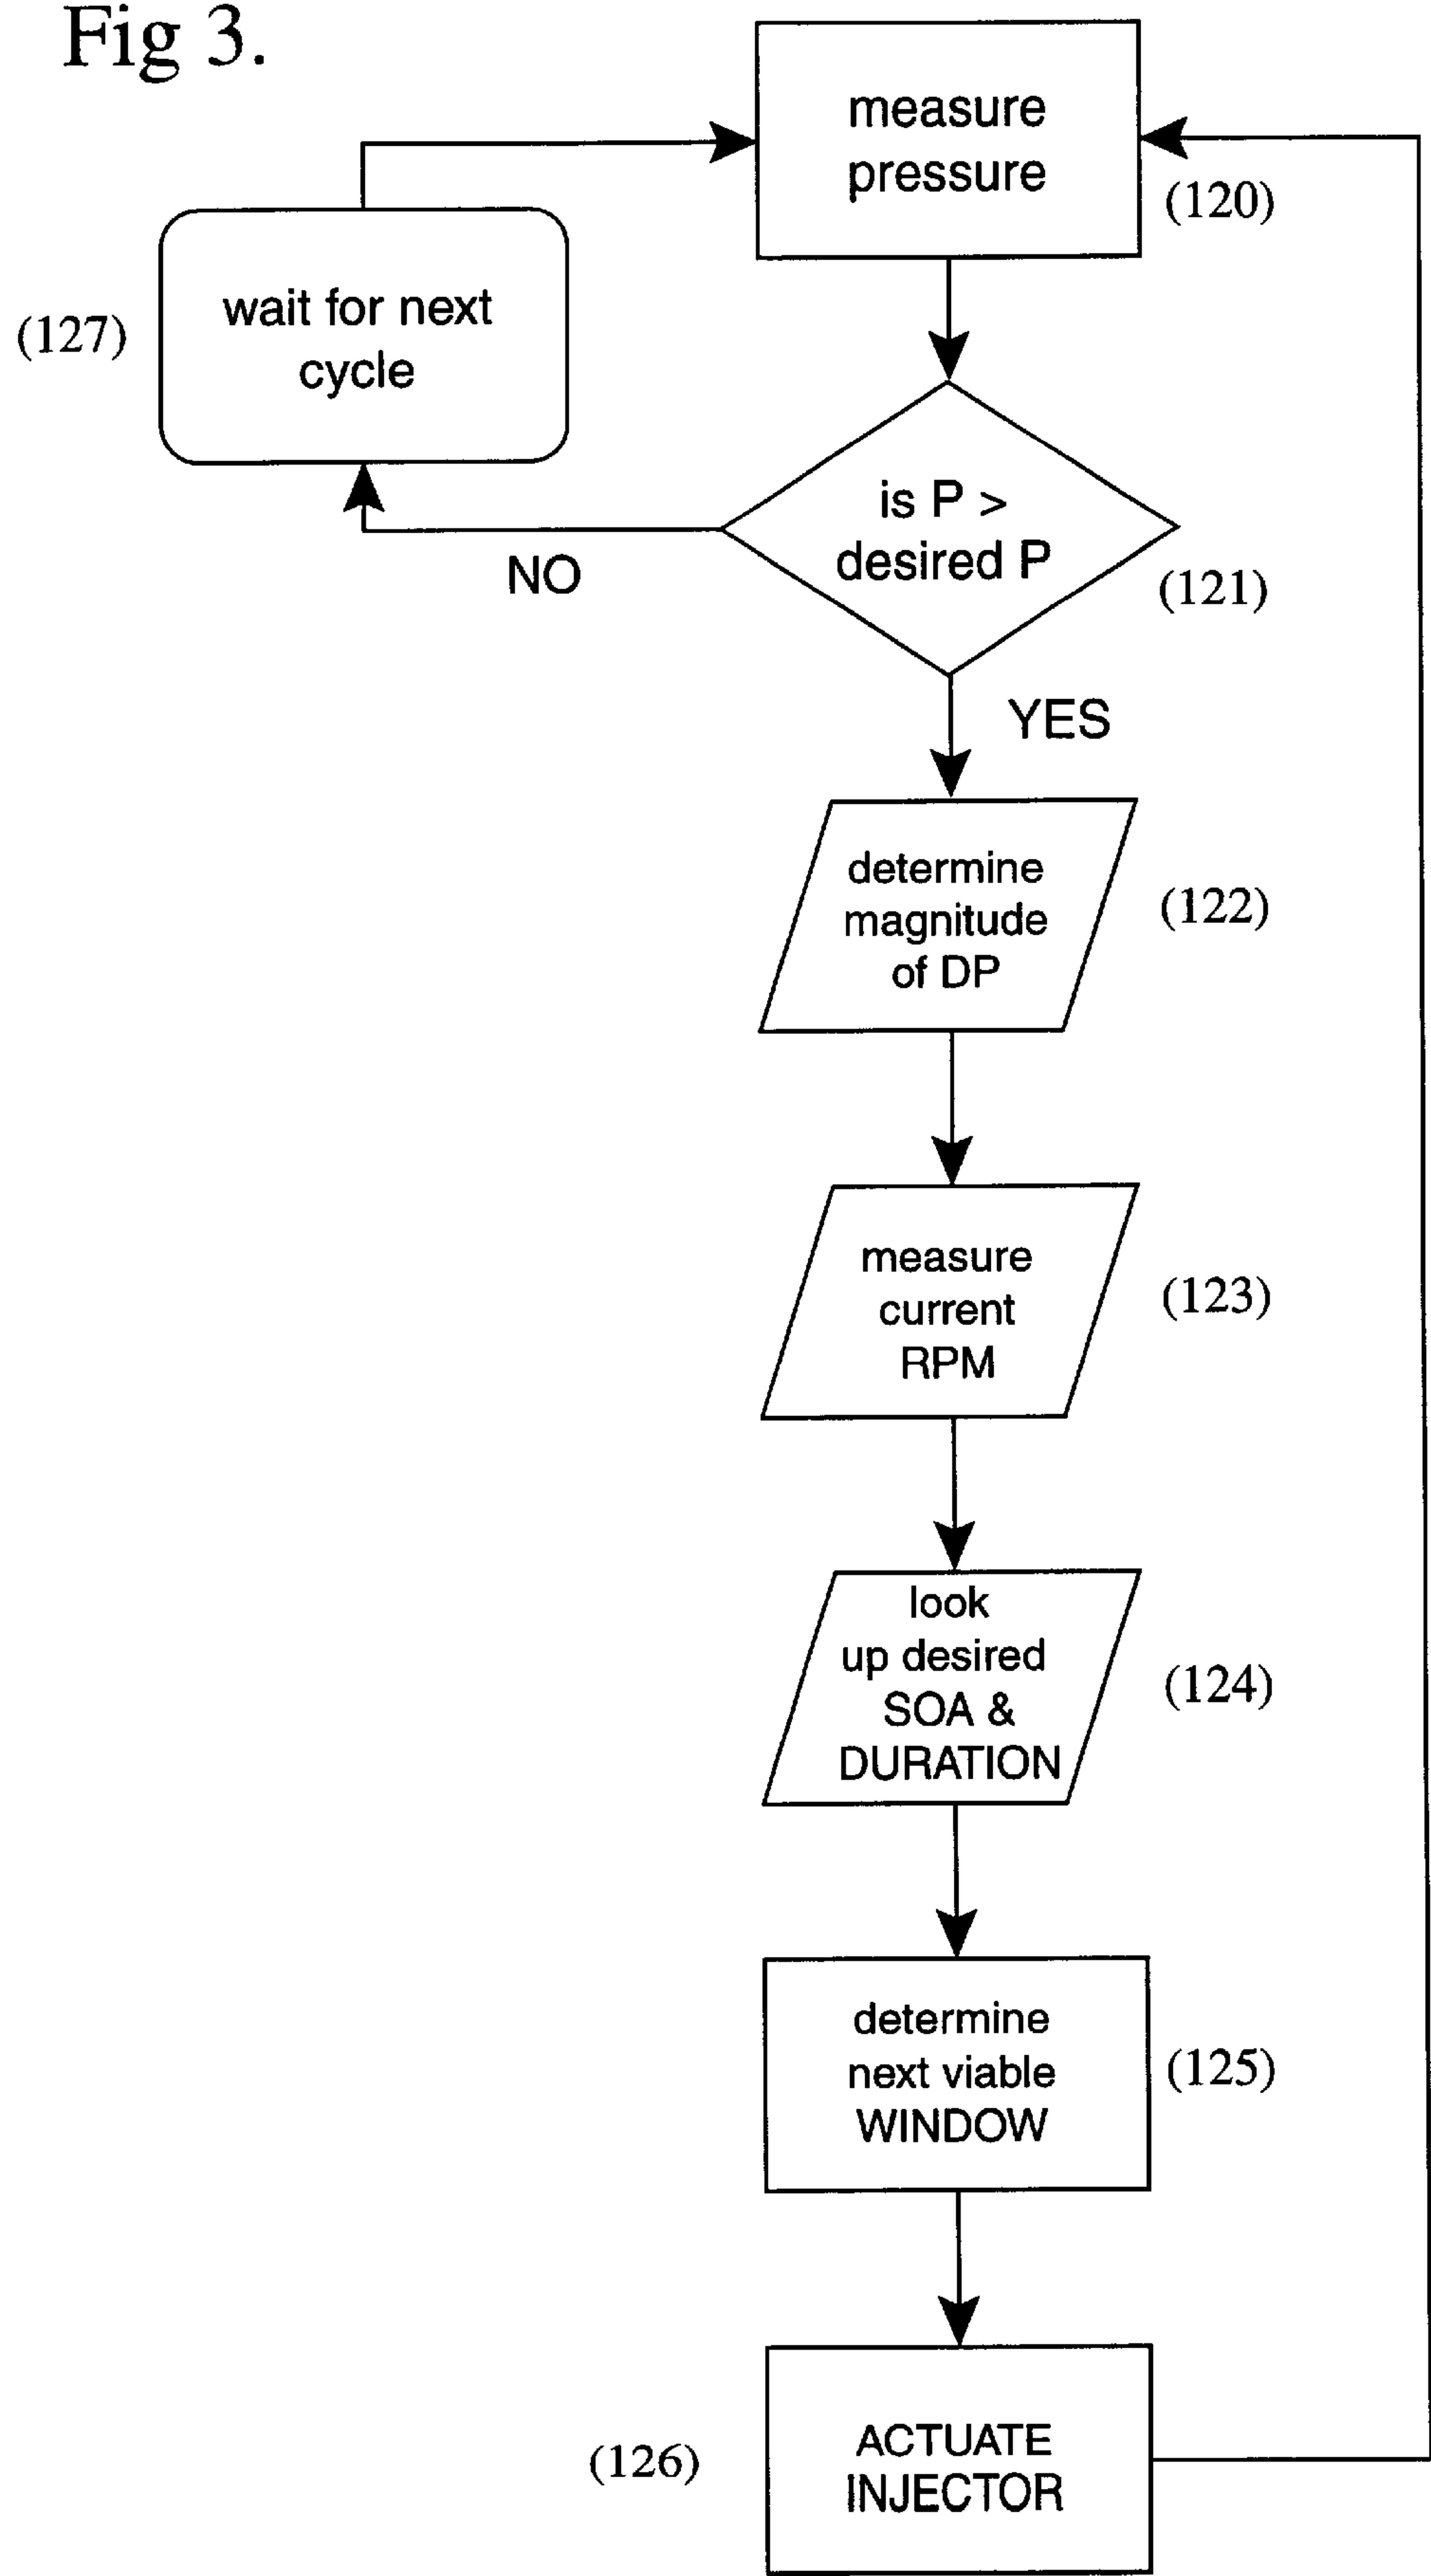 Fig 3.
measure
pressure
(120)
wait for next
cycle
(127)
is P >
desired P
(121)
NO
YES
determine
magnitude
of DP
(122)
measure
current
RPM
(123)
look
up desired
SOA &
DURATION
(124)
determine
next viable
WINDOW
(125)
ACTUATE
INJECTOR
(126)